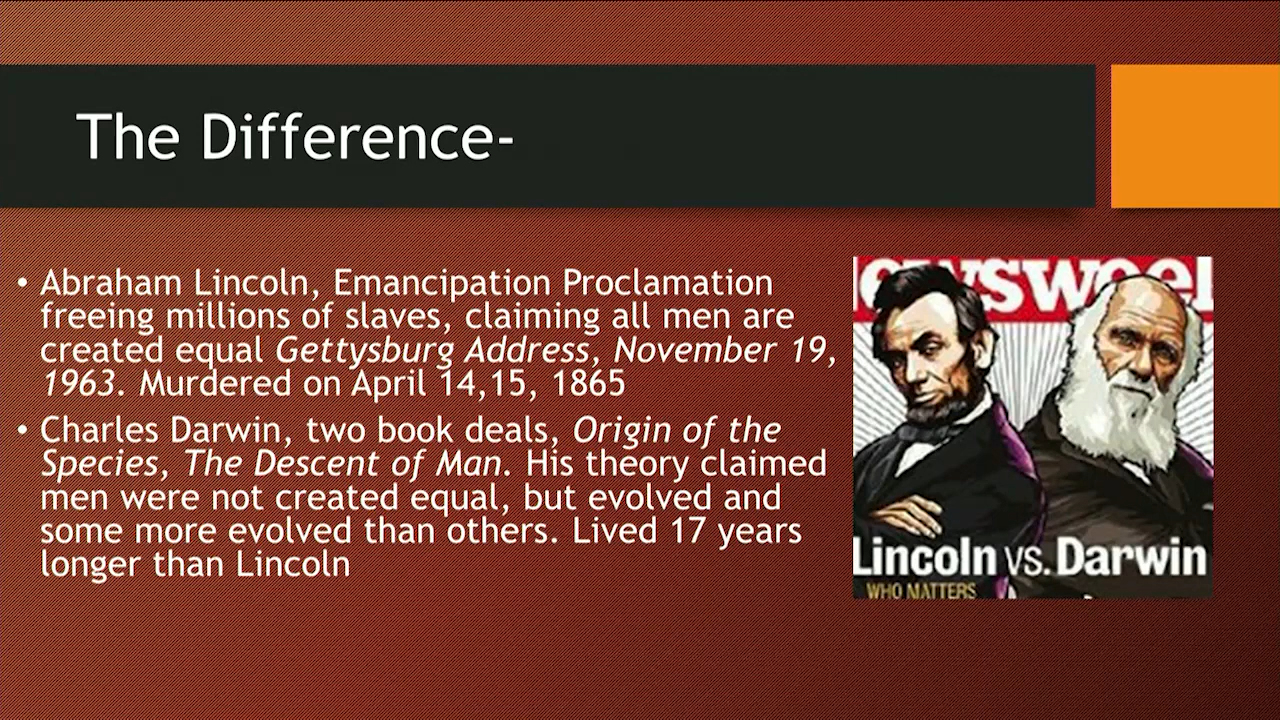 The Difference-
• Abraham Lincoln, Emancipation Proclamation
freeing millions of slaves, claiming all men are
created equal Gettysburg Address, November 19,
1963. Murdered on April 14,15, 1865
• Charles Darwin, two book deals, Origin of the
Species, The Descent of Man. His theory claimed
men were not created equal, but evolved and
some more evolved than others. Lived 17 years
longer than Lincoln
ewsweek
Lincoln vs. Darwin
WHO MATTERS